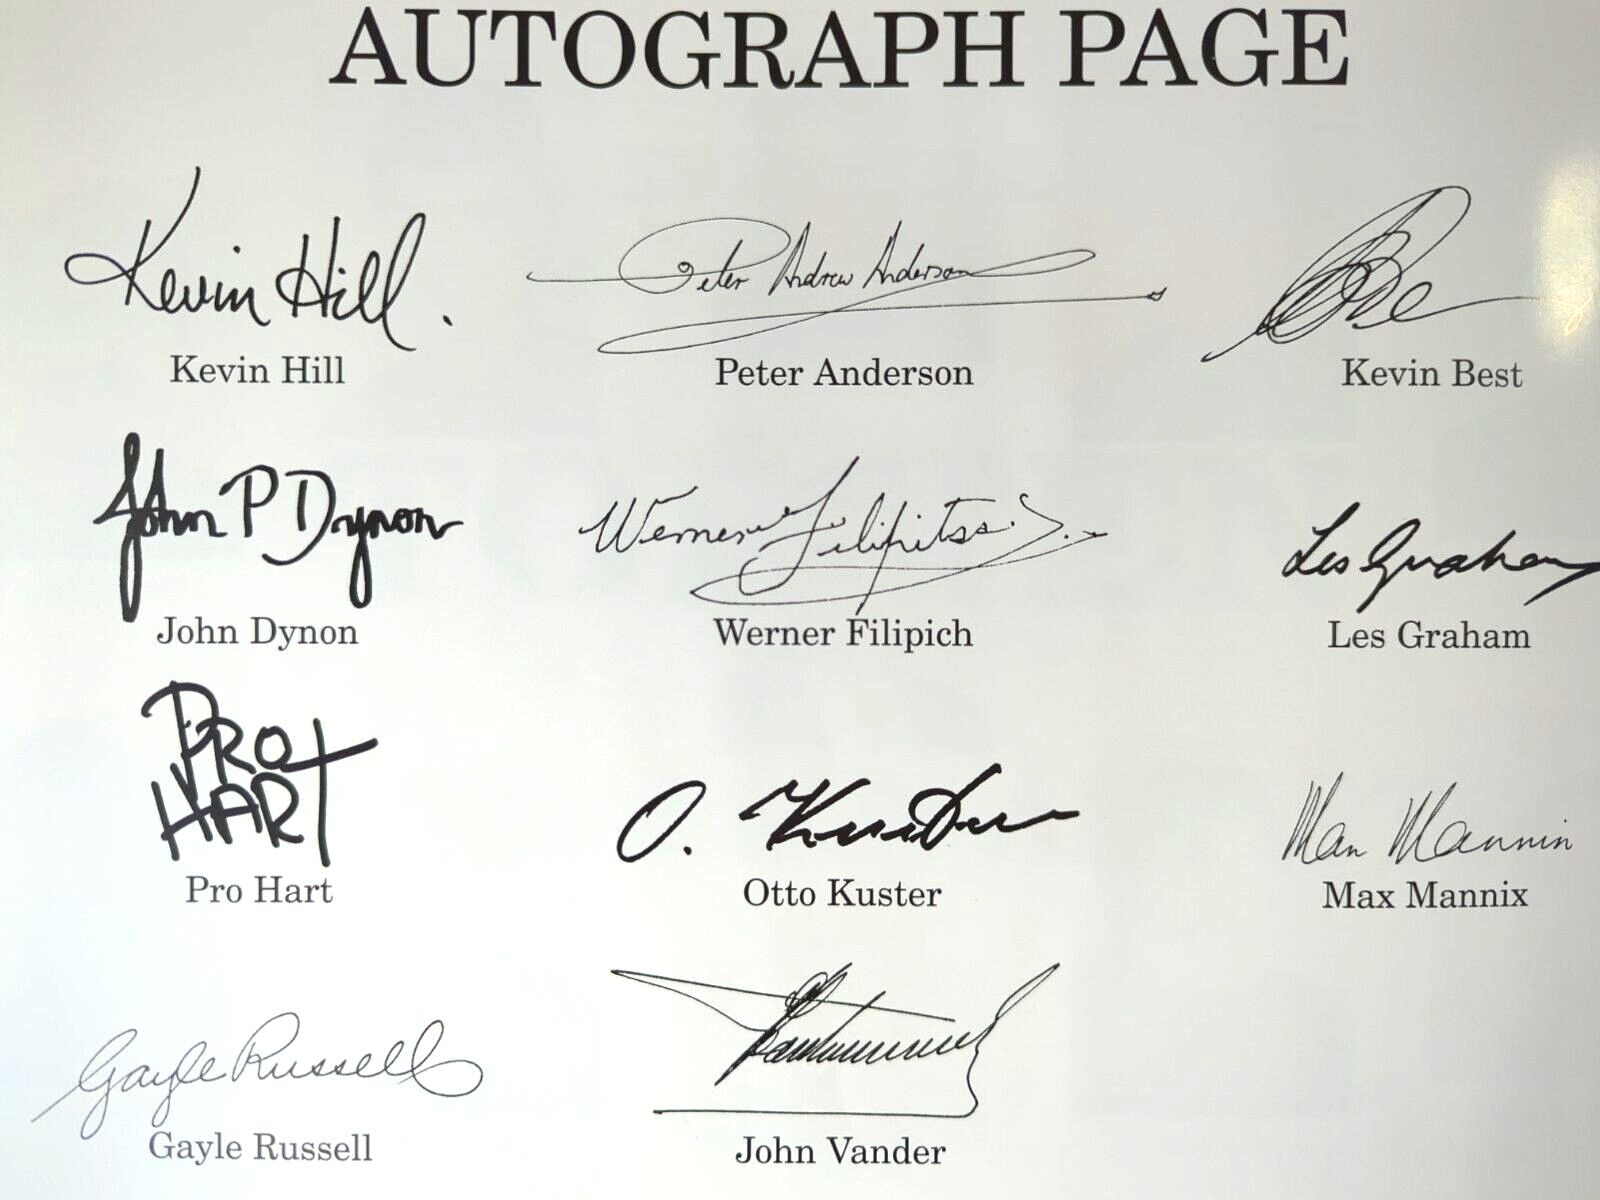 AUTOGRAPH PAGE
Kevin Hill.
Peter Andrew Anderson
Kevin Hill
Peter Anderson
Kevin Best
John P Dynon
Werner
Les Graham
John Dynon
Werner Filipich
Les Graham
PRO
HART
O. Kuster
Max Mannix
Pro Hart
Otto Kuster
Max Mannix
Gayle Russell
Gayle Russell
John Vander